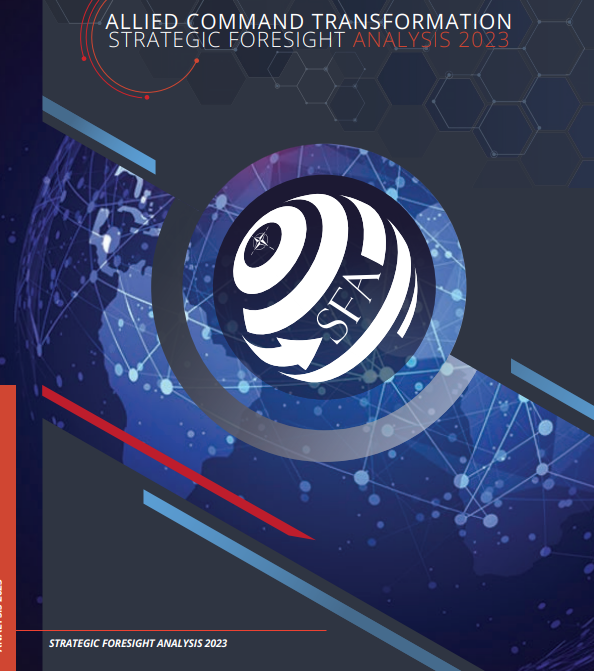 ALLIED COMMAND TRANSFORMATION
STRATEGIC FORESIGHT ANALYSIS 2023
SFA
STRATEGIC FORESIGHT ANALYSIS 2023